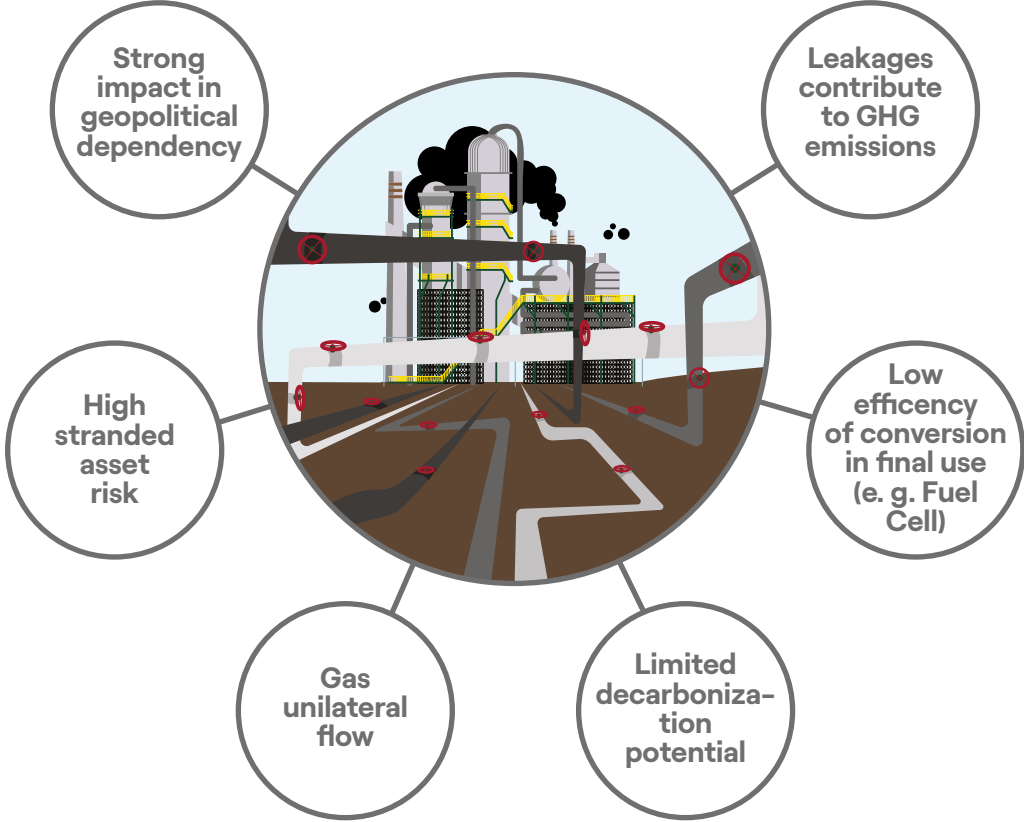 Strong
impact in
geopolitical
dependency
Leakages
contribute
to GHG
emissions
High
stranded
asset
risk
Low
efficency
of conversion
in final use
(e. g. Fuel
Cell)
Gas
unilateral
flow
Limited
decarboniza-
tion
potential